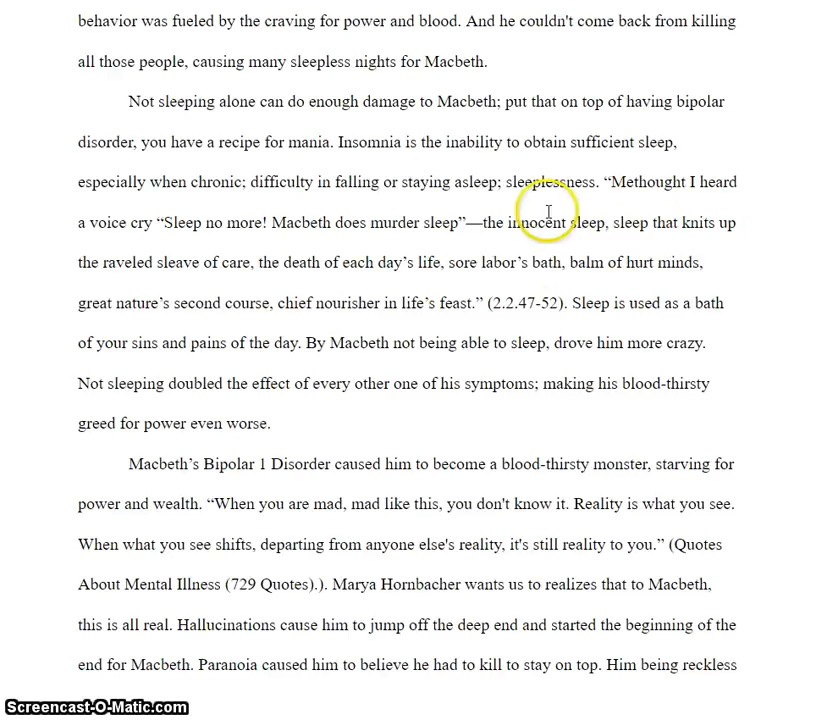 behavior was fueled by the craving for power and blood. And he couldn't come back from killing
all those people, causing many sleepless nights for Macbeth.
Not sleeping alone can do enough damage to Macbeth; put that on top of having bipolar
disorder, you have a recipe for mania. Insomnia is the inability to obtain sufficient sleep,
especially when chronic; difficulty in falling or staying asleep; sleeplessness. “Methought I heard
a voice cry “Sleep no more! Macbeth does murder sleep”—the innocent sleep, sleep that knits up
the raveled sleave of care, the death of each day’s life, sore labor’s bath, balm of hurt minds,
great nature’s second course, chief nourisher in life’s feast.” (2.2.47-52). Sleep is used as a bath
of your sins and pains of the day. By Macbeth not being able to sleep, drove him more crazy.
Not sleeping doubled the effect of every other one of his symptoms; making his blood-thirsty
greed for power even worse.
Macbeth’s Bipolar 1 Disorder caused him to become a blood-thirsty monster, starving for
power and wealth. “When you are mad, mad like this, you don't know it. Reality is what you see.
When what you see shifts, departing from anyone else's reality, it's still reality to you.” (Quotes
About Mental Illness (729 Quotes).). Marya Hornbacher wants us to realizes that to Macbeth,
this is all real. Hallucinations cause him to jump off the deep end and started the beginning of the
end for Macbeth. Paranoia caused him to believe he had to kill to stay on top. Him being reckless
Screencast-O-Matic.com